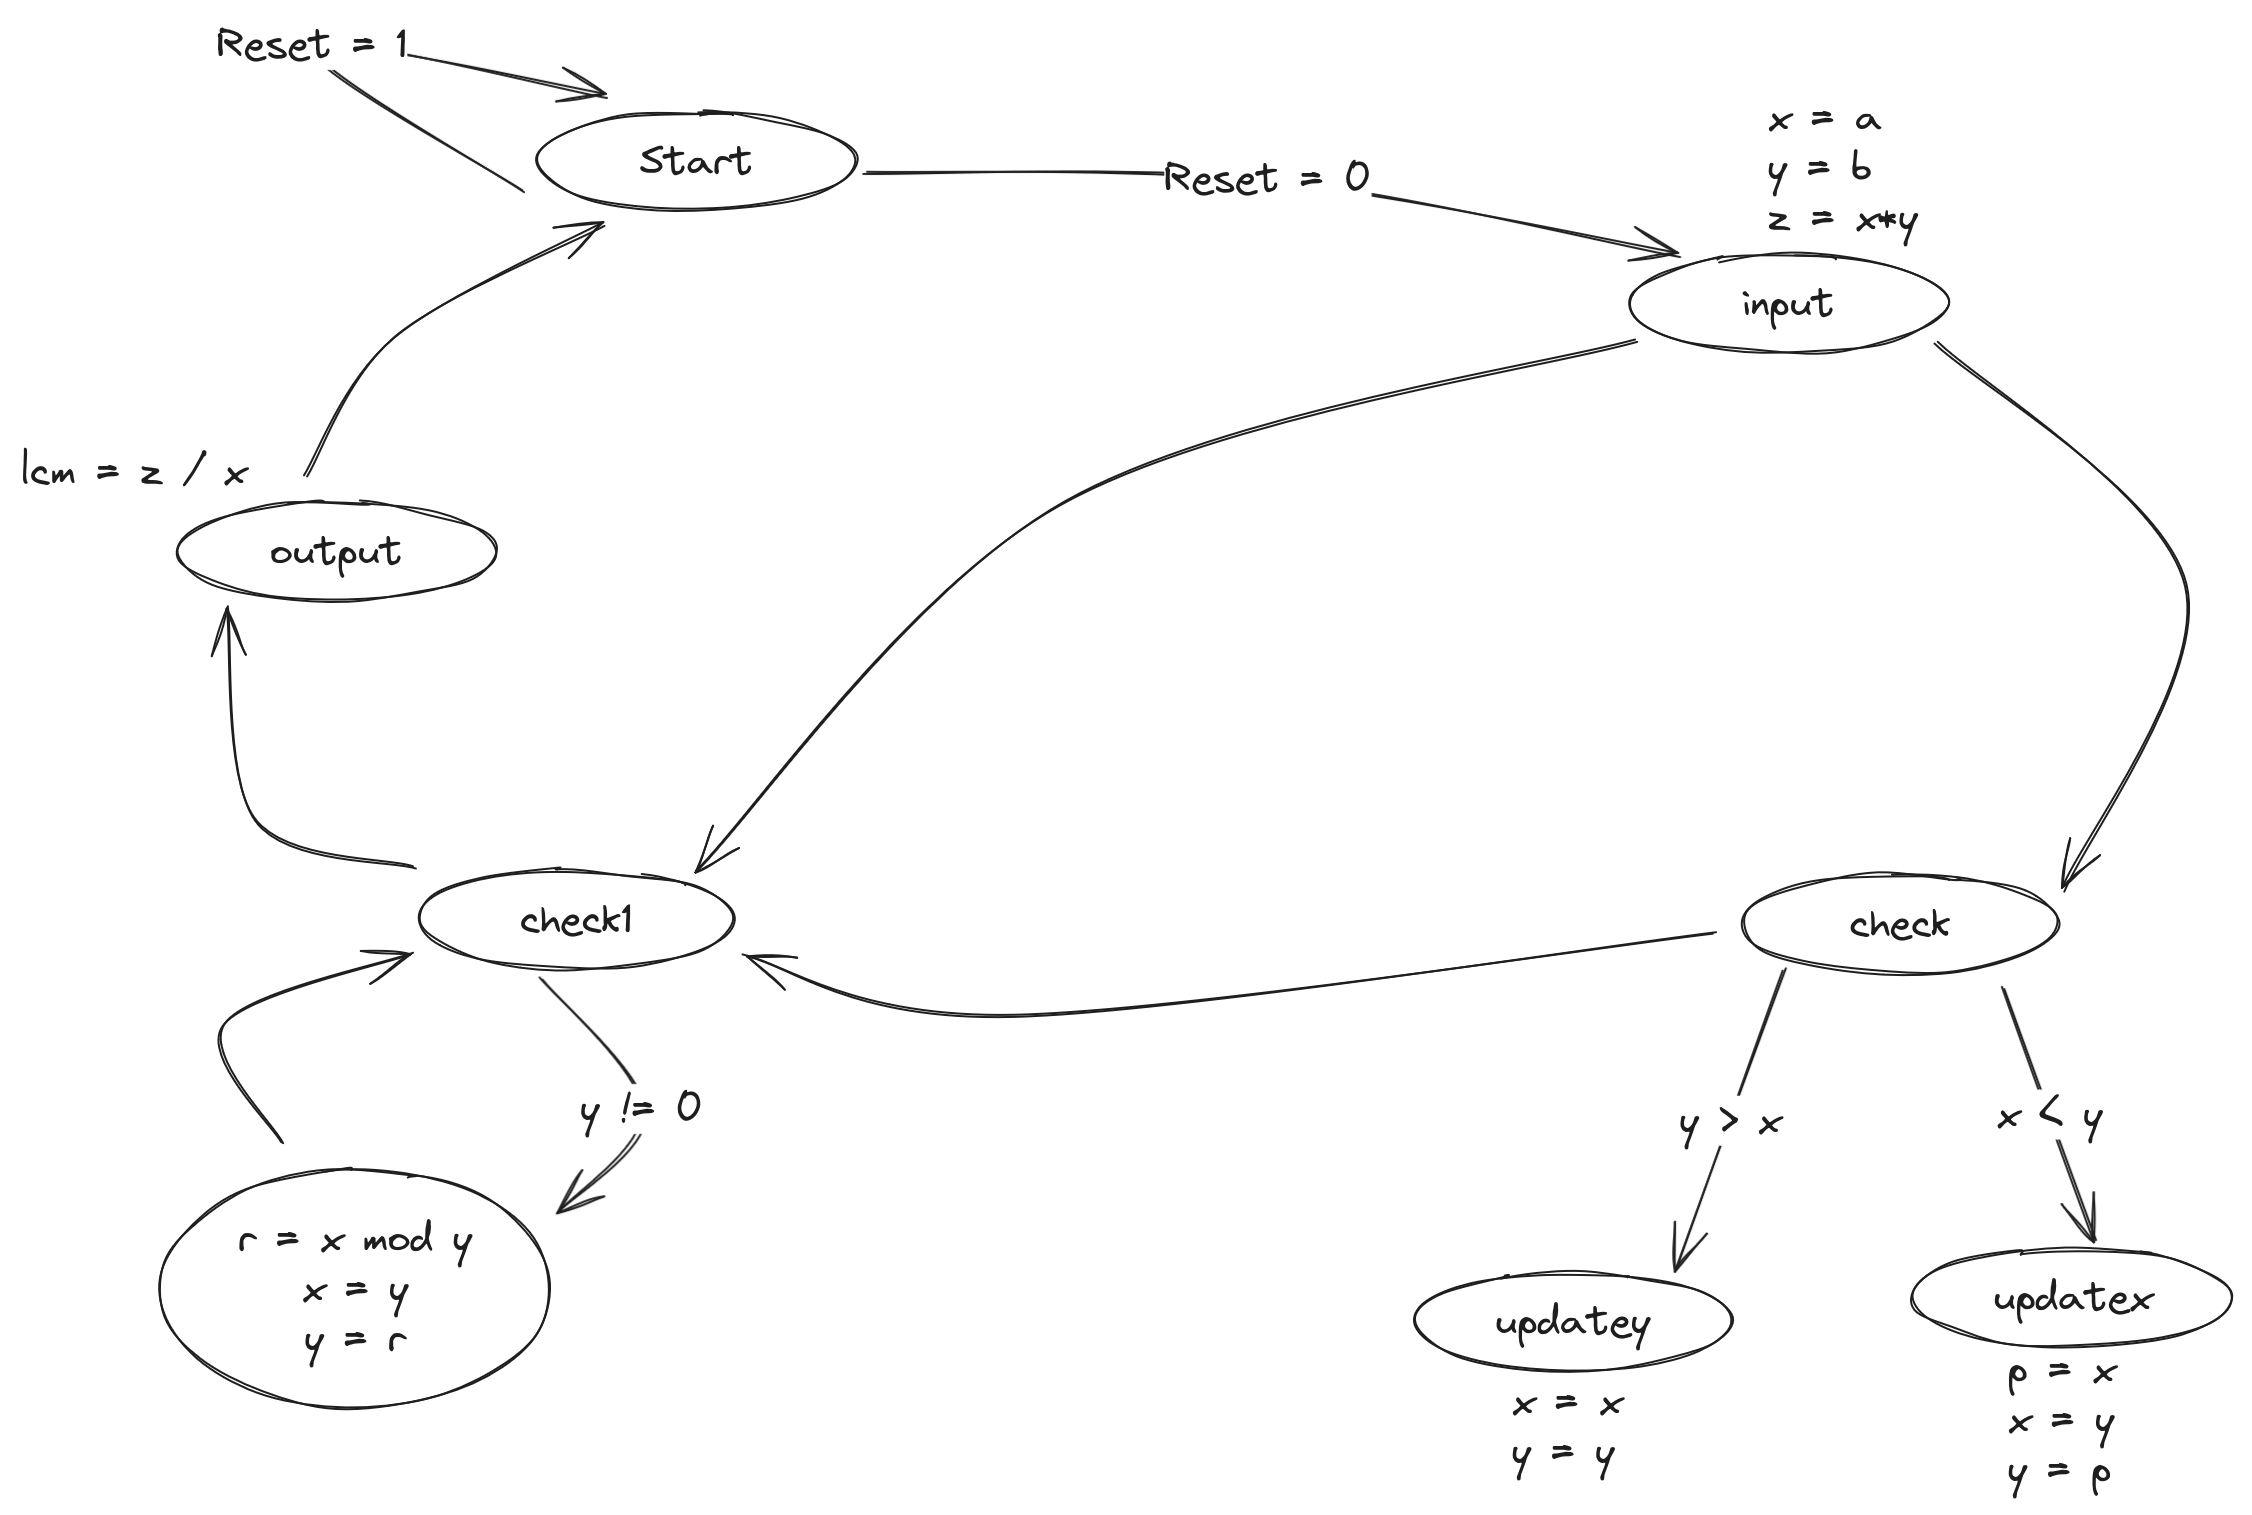 Reset = 1
Start
Reset = 0
x = a
y = b
z = x*y
input
lcm = z / x
output
check1
check
y != 0
y > x
x < y
r = x mod y
x = y
y = r
updatey
x = x
y = y
updatex
p = x
x = y
y = p